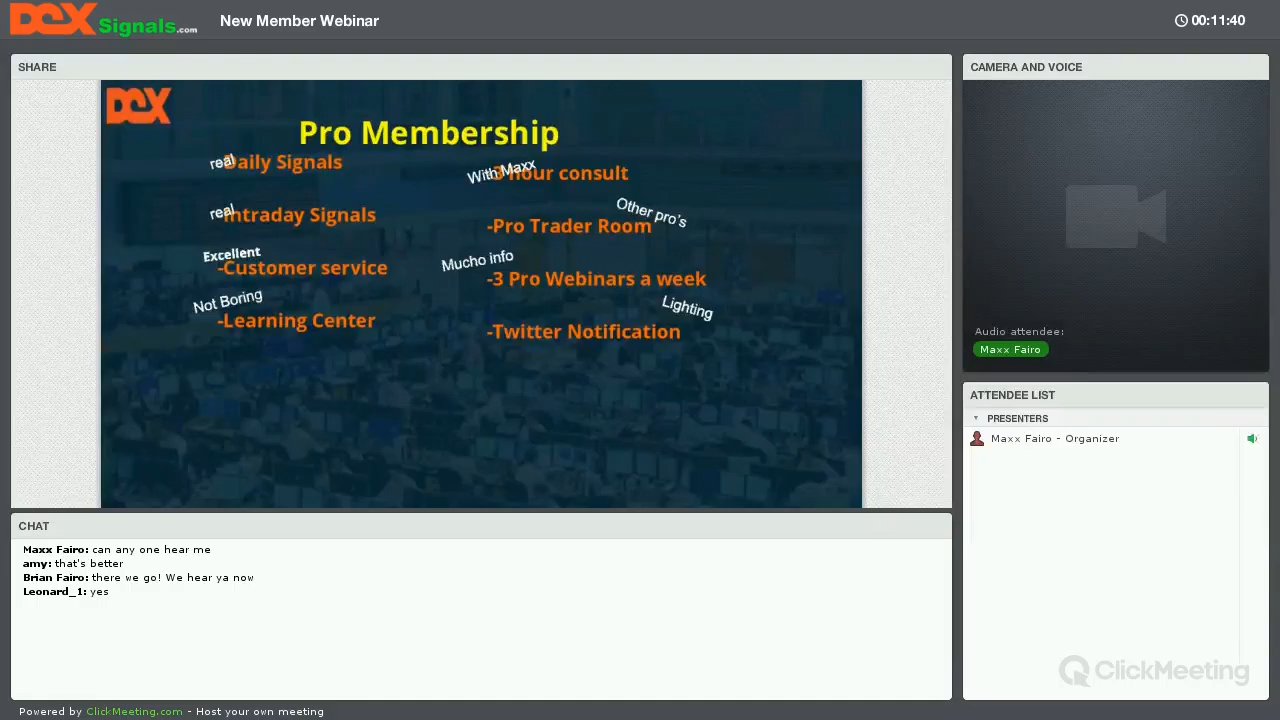 DCX Signals.com
New Member Webinar
00:11:40
SHARE
CAMERA AND VOICE
DCX
Pro Membership
real
-Daily Signals
With Maxx
-3 hour consult
real
-Intraday Signals
Other pro's
-Pro Trader Room
Excellent
-Customer service
Mucho info
-3 Pro Webinars a week
Not Boring
-Learning Center
Lighting
-Twitter Notification
Audio attendee:
Maxx Fairo
ATTENDEE LIST
PRESENTERS
Maxx Fairo - Organizer
CHAT
Maxx Fairo: can any one hear me
amy: that's better
Brian Fairo: there we go! We hear ya now
Leonard_1: yes
ClickMeeting
Powered by ClickMeeting.com - Host your own meeting